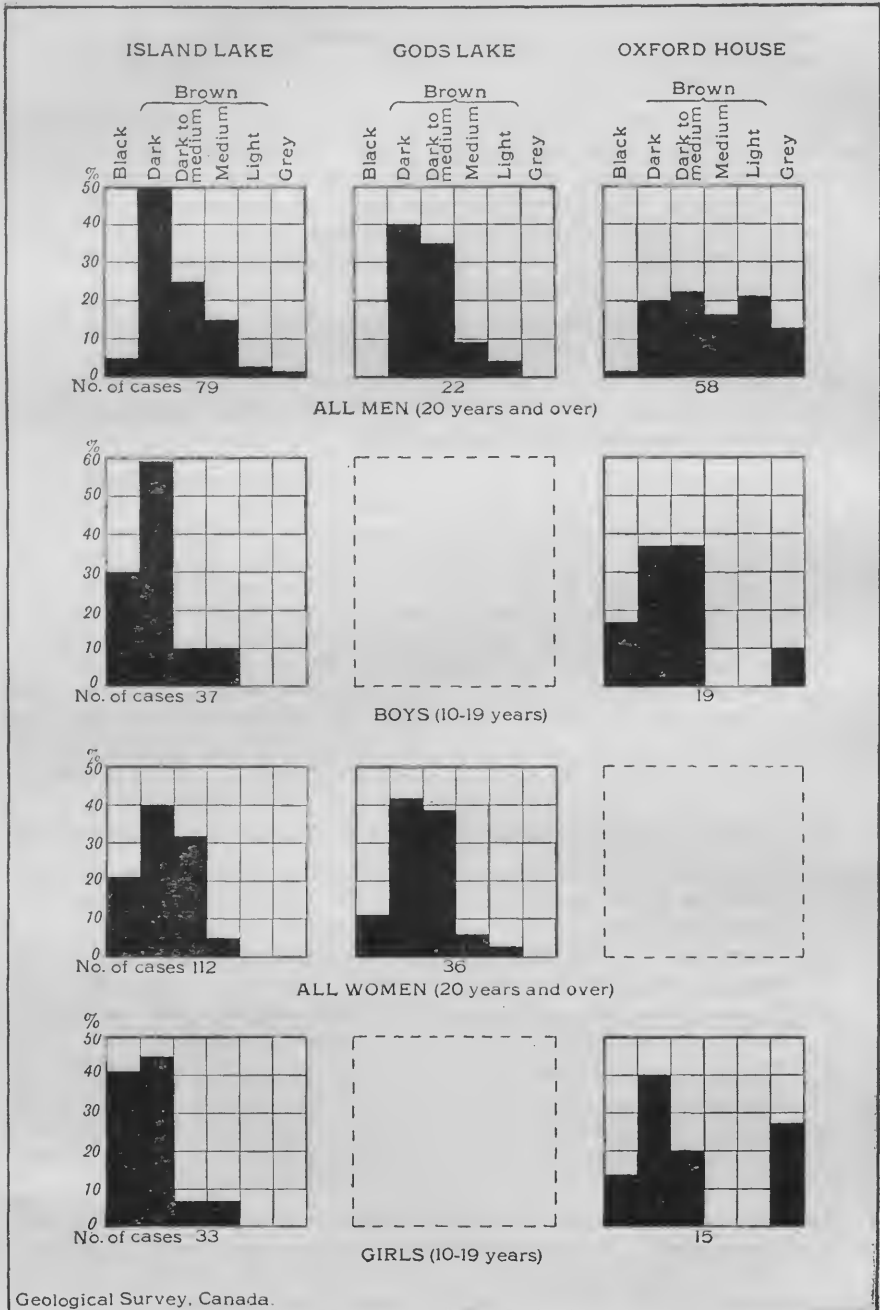 ISLAND LAKE GODS LAKE OXFORD HOUSE
Brown Brown Brown
Black Dark Dark to medium Medium Light Grey Black Dark Dark to medium Medium Light Grey Black Dark Dark to medium Medium Light Grey
%
50
40
30
20
10
0
No. of cases 79 22 58
ALL MEN (20 years and over)
%
60
50
40
30
20
10
0
No. of cases 37 19
BOYS (10-19 years)
%
50
40
30
20
10
0
No. of cases 112 36
ALL WOMEN (20 years and over)
%
50
40
30
20
10
0
No. of cases 33 15
GIRLS (10-19 years)
Geological Survey, Canada.